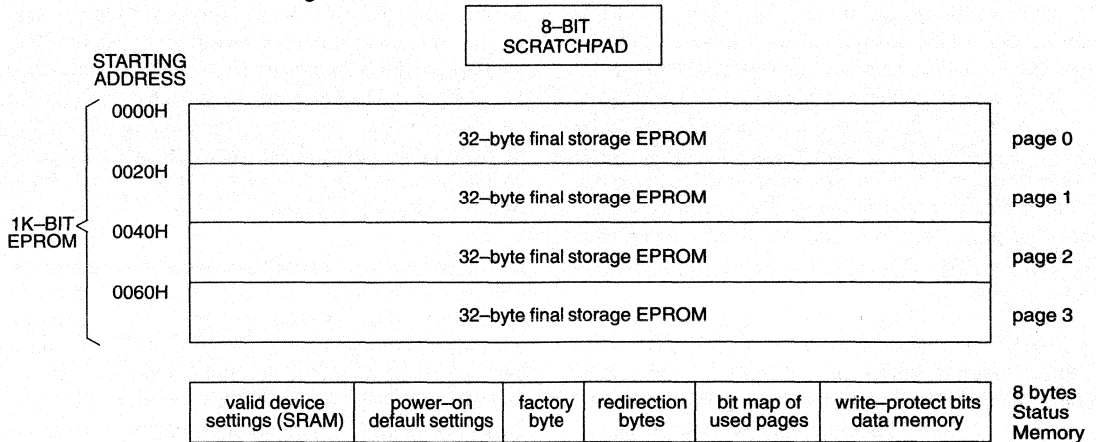 8–BIT
SCRATCHPAD
STARTING
ADDRESS
0000H
32–byte final storage EPROM
page 0
0020H
32–byte final storage EPROM
page 1
1K–BIT
EPROM
0040H
32–byte final storage EPROM
page 2
0060H
32–byte final storage EPROM
page 3
valid device
settings (SRAM)
power–on
default settings
factory
byte
redirection
bytes
bit map of
used pages
write–protect bits
data memory
8 bytes
Status
Memory